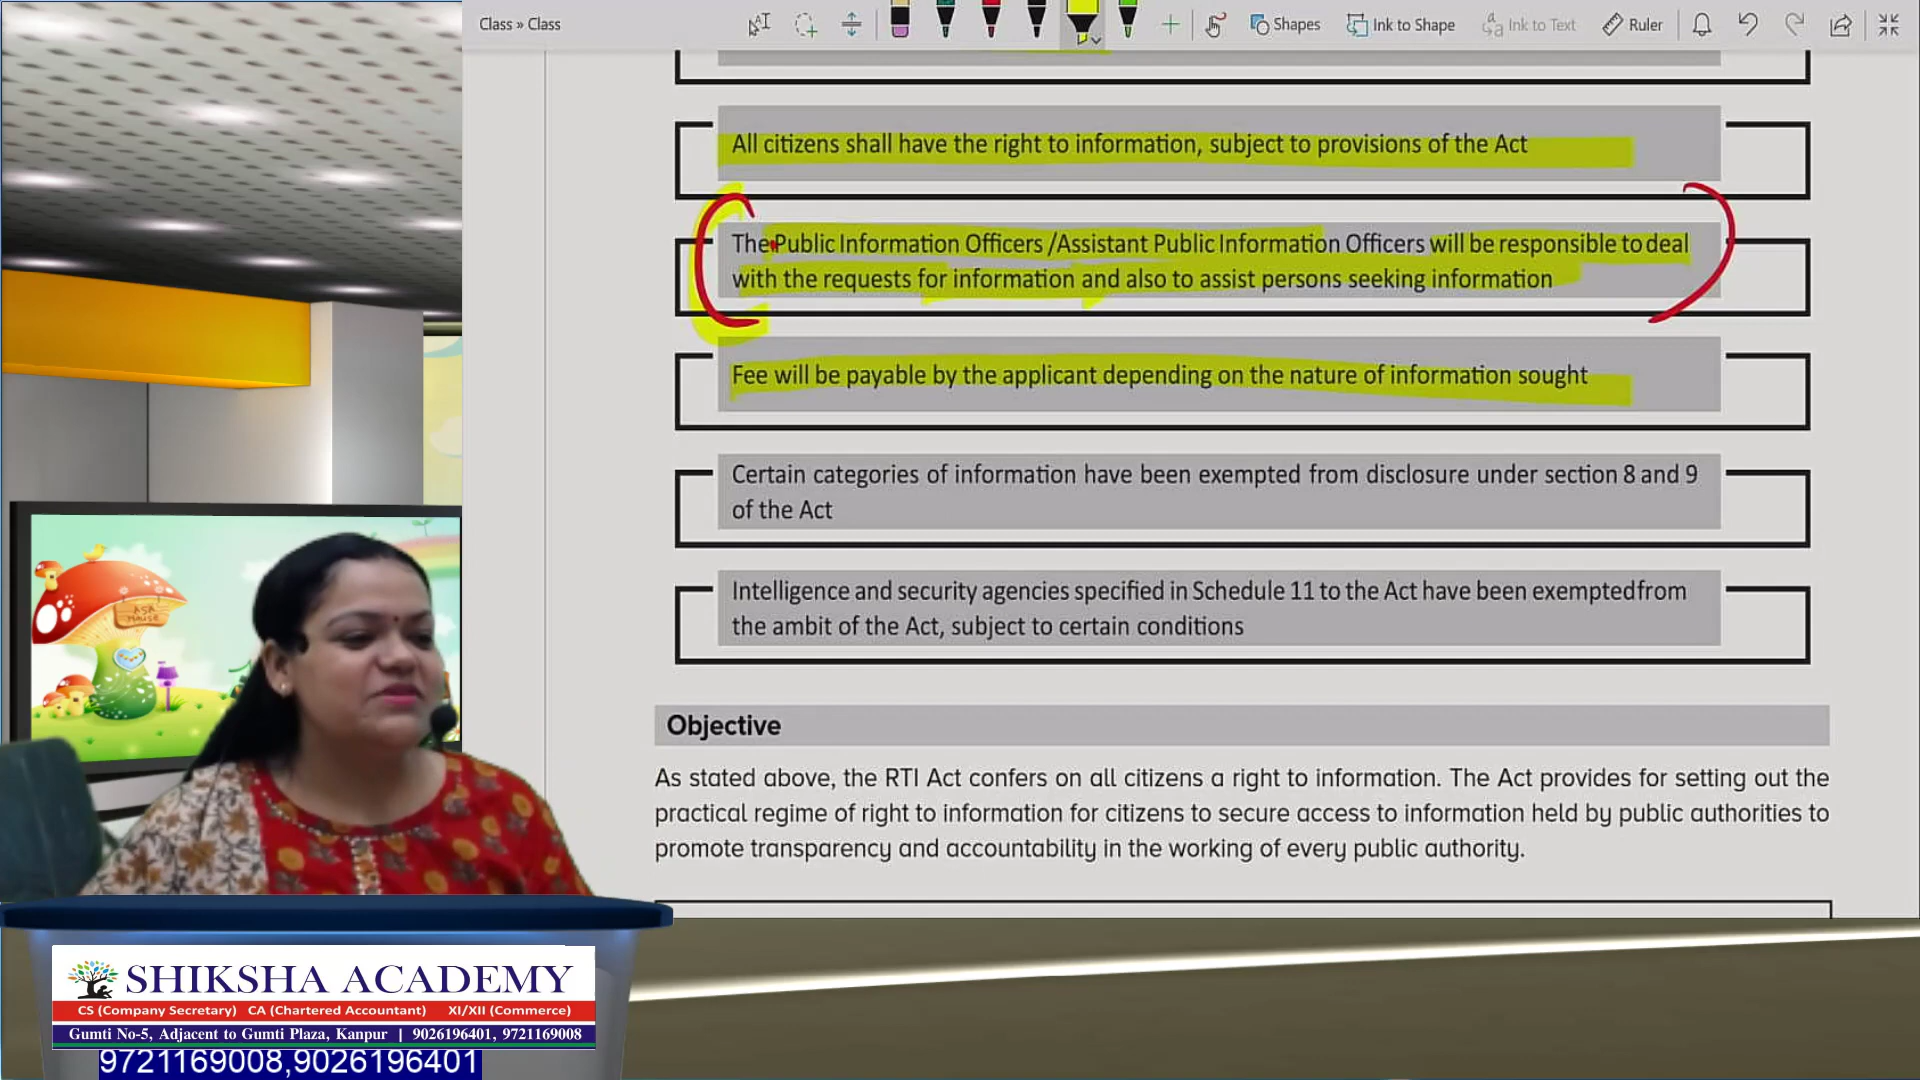 Class » Class
Shapes
Ink to Shape
Ink to Text
Ruler
All citizens shall have the right to information, subject to provisions of the Act
The Public Information Officers /Assistant Public Information Officers will be responsible to deal
with the requests for information and also to assist persons seeking information
Fee will be payable by the applicant depending on the nature of information sought
Certain categories of information have been exempted from disclosure under section 8 and 9
of the Act
Intelligence and security agencies specified in Schedule 11 to the Act have been exemptedfrom
the ambit of the Act, subject to certain conditions
Objective
As stated above, the RTI Act confers on all citizens a right to information. The Act provides for setting out the
practical regime of right to information for citizens to secure access to information held by public authorities to
promote transparency and accountability in the working of every public authority.
SHIKSHA ACADEMY
CS (Company Secretary) CA (Chartered Accountant) XI/XII (Commerce)
Gumti No-5, Adjacent to Gumti Plaza, Kanpur | 9026196401, 9721169008
9721169008,9026196401